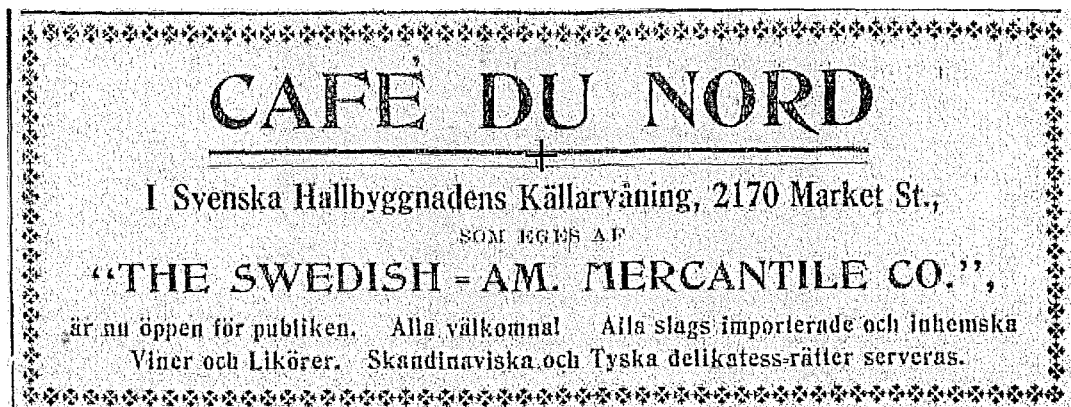 CAFÉ DU NORD
I Svenska Hallbyggnadens Källarvåning, 2170 Market St.,
SOM EGES AF
“THE SWEDISH = AM. MERCANTILE CO.”,
är nu öppen för publiken. Alla välkomna! Alla slags importerade och inhemska
Viner och Likörer. Skandinaviska och Tyska delikatess=rätter serveras.